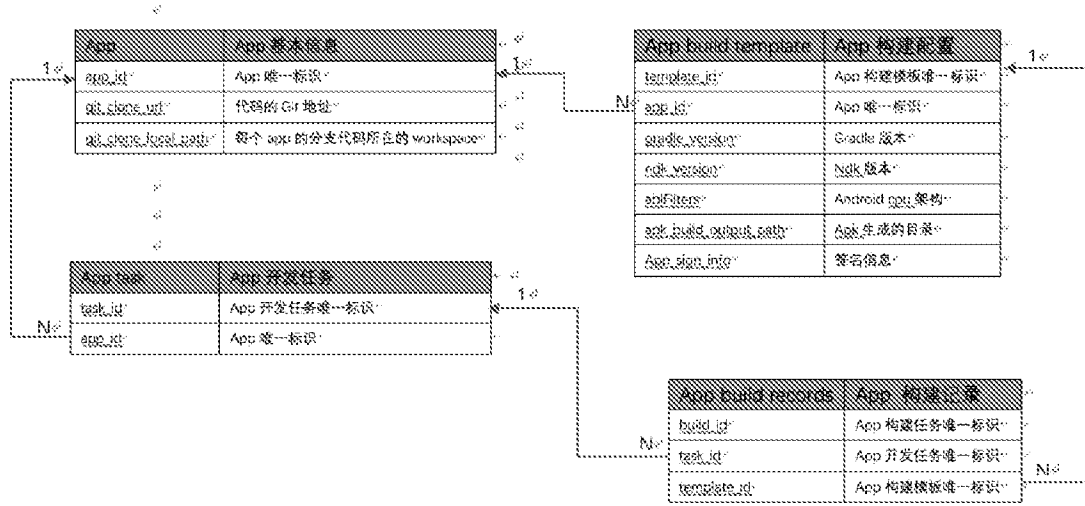 App App 基本信息
app_id App 唯一标识
git_clone_url 代码的 Git 地址
git_clone_local_path 每个 app 的分支代码所在的 workspace
App build template App 构建配置
template_id App 构建模板唯一标识
app_id App 唯一标识
gradle_version Gradle 版本
ndk_version Ndk 版本
abiFilters Android cpu 架构
apk_build_output_path Apk 生成的目录
App_sign_info 签名信息
App task App 开发任务
task_id App 开发任务唯一标识
app_id App 唯一标识
App build records App 构建记录
build_id App 构建任务唯一标识
task_id App 开发任务唯一标识
template_id App 构建模板唯一标识
1
N
1
N
1
N
1
N